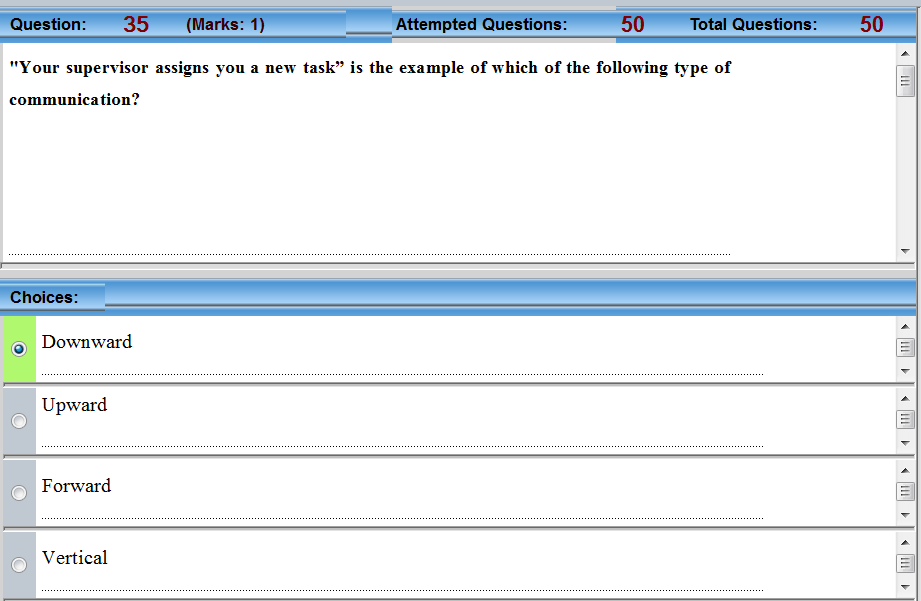 Question: 35 (Marks: 1) Attempted Questions: 50 Total Questions: 50
"Your supervisor assigns you a new task” is the example of which of the following type of
communication?
Choices:
Downward
Upward
Forward
Vertical